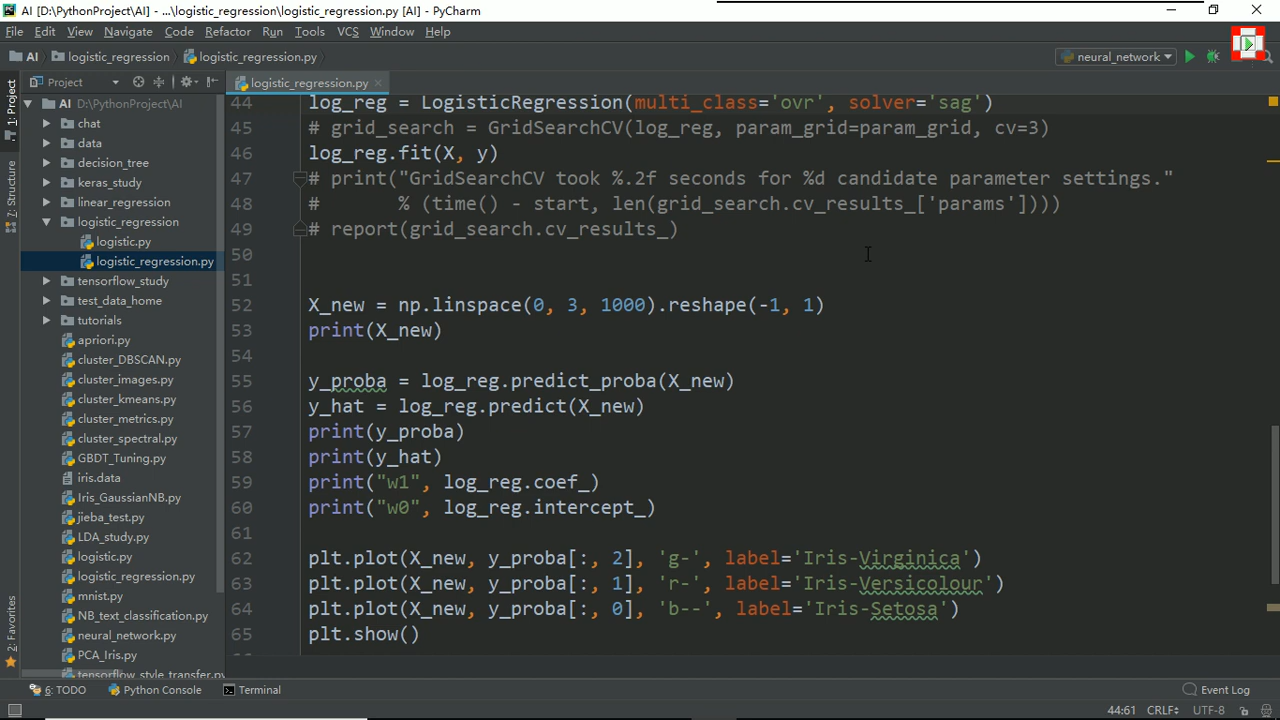 AI [D:\PythonProject\AI] - ...\logistic_regression\logistic_regression.py [AI] - PyCharm
File Edit View Navigate Code Refactor Run Tools VCS Window Help
AI logistic_regression logistic_regression.py neural_network
Project logistic_regression.py
1: Project
7: Structure
2: Favorites
AI D:\PythonProject\AI
chat
data
decision_tree
keras_study
linear_regression
logistic_regression
logistic.py
logistic_regression.py
tensorflow_study
test_data_home
tutorials
apriori.py
cluster_DBSCAN.py
cluster_images.py
cluster_kmeans.py
cluster_metrics.py
cluster_spectral.py
GBDT_Tuning.py
iris.data
Iris_GaussianNB.py
jieba_test.py
LDA_study.py
logistic.py
logistic_regression.py
mnist.py
NB_text_classification.py
neural_network.py
PCA_Iris.py
tensorflow_style_transfer.py
44 log_reg = LogisticRegression(multi_class='ovr', solver='sag')
45 # grid_search = GridSearchCV(log_reg, param_grid=param_grid, cv=3)
46 log_reg.fit(X, y)
47 # print("GridSearchCV took %.2f seconds for %d candidate parameter settings."
48 #       % (time() - start, len(grid_search.cv_results_['params'])))
49 # report(grid_search.cv_results_)
50
51
52 X_new = np.linspace(0, 3, 1000).reshape(-1, 1)
53 print(X_new)
54
55 y_proba = log_reg.predict_proba(X_new)
56 y_hat = log_reg.predict(X_new)
57 print(y_proba)
58 print(y_hat)
59 print("w1", log_reg.coef_)
60 print("w0", log_reg.intercept_)
61
62 plt.plot(X_new, y_proba[:, 2], 'g-', label='Iris-Virginica')
63 plt.plot(X_new, y_proba[:, 1], 'r-', label='Iris-Versicolour')
64 plt.plot(X_new, y_proba[:, 0], 'b--', label='Iris-Setosa')
65 plt.show()
6: TODO Python Console Terminal Event Log
44:61 CRLF UTF-8